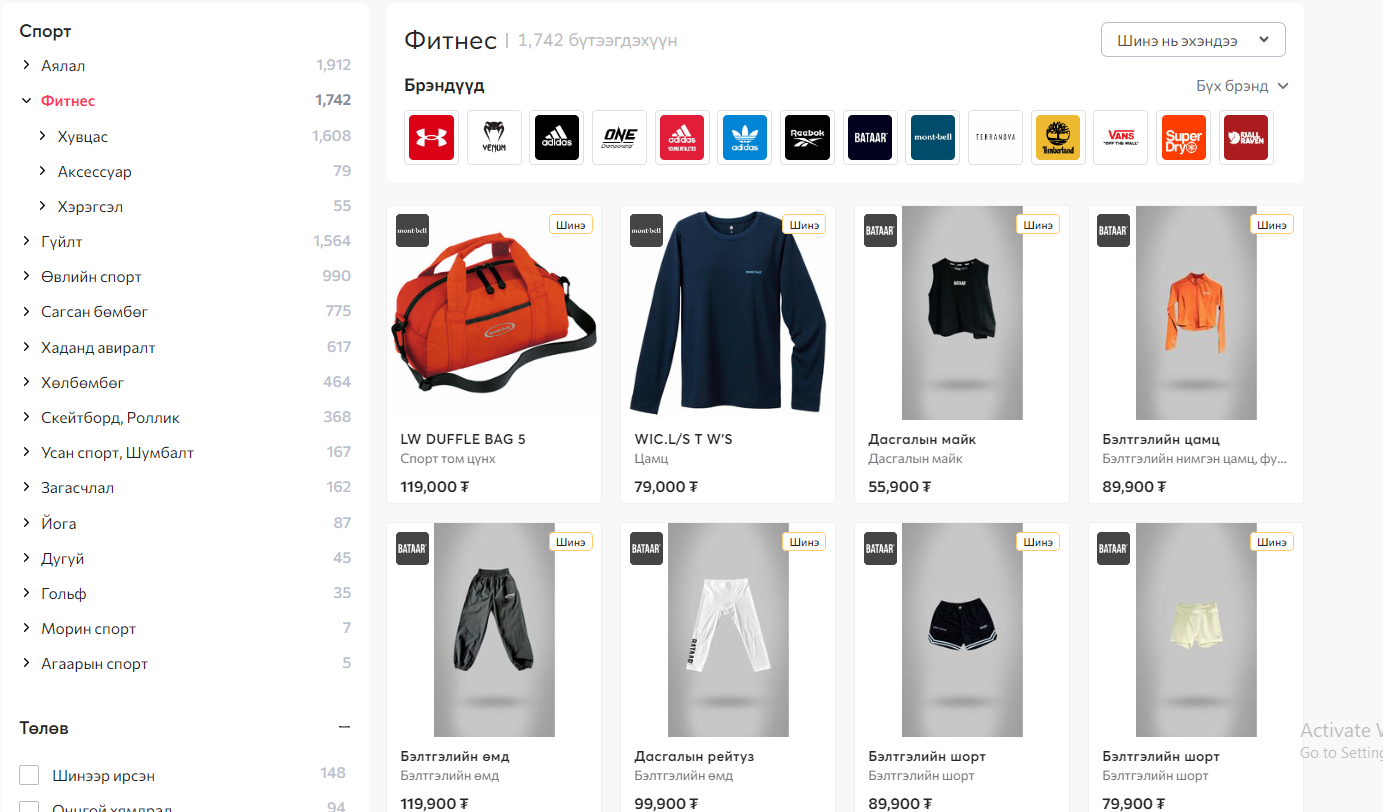 Спорт
Аялал 1,912
Фитнес 1,742
Хувцас 1,608
Аксессуар 79
Хэрэгсэл 55
Гүйлт 1,564
Өвлийн спорт 990
Сагсан бөмбөг 775
Хаданд авиралт 617
Хөлбөмбөг 464
Скейтборд, Роллик 368
Усан спорт, Шумбалт 167
Загасчлал 162
Йога 87
Дугуй 45
Гольф 35
Морин спорт 7
Агаарын спорт 5
Төлөв
Шинээр ирсэн 148
Онцгой хямдрал 94
Фитнес | 1,742 бүтээгдэхүүн
Шинэ нь эхэндээ
Брэндүүд
Бүх брэнд
VENUM
adidas
ONE
Championship
adidas
YOUNG ATHLETES
adidas
Reebok
BATAAR
mont-bell
TERRANOVA
Timberland
VANS
"OFF THE WALL"
Super
Dry
FJALL
RAVEN
mont-bell
Шинэ
mont-bell
LW DUFFLE BAG 5
Спорт том цүнх
119,000 ₮
mont-bell
Шинэ
mont-bell
WIC.L/S T W'S
Цамц
79,000 ₮
BATAAR
Шинэ
BATAAR
Дасгалын майк
Дасгалын майк
55,900 ₮
BATAAR
Шинэ
Бэлтгэлийн цамц
Бэлтгэлийн нимгэн цамц, фу...
89,900 ₮
BATAAR
Шинэ
Бэлтгэлийн өмд
Бэлтгэлийн өмд
119,900 ₮
BATAAR
Шинэ
BATAAR
Дасгалын рейтуз
Бэлтгэлийн өмд
99,900 ₮
BATAAR
Шинэ
Бэлтгэлийн шорт
Бэлтгэлийн шорт
89,900 ₮
BATAAR
Шинэ
Бэлтгэлийн шорт
Бэлтгэлийн шорт
79,900 ₮
Activate W
Go to Setting